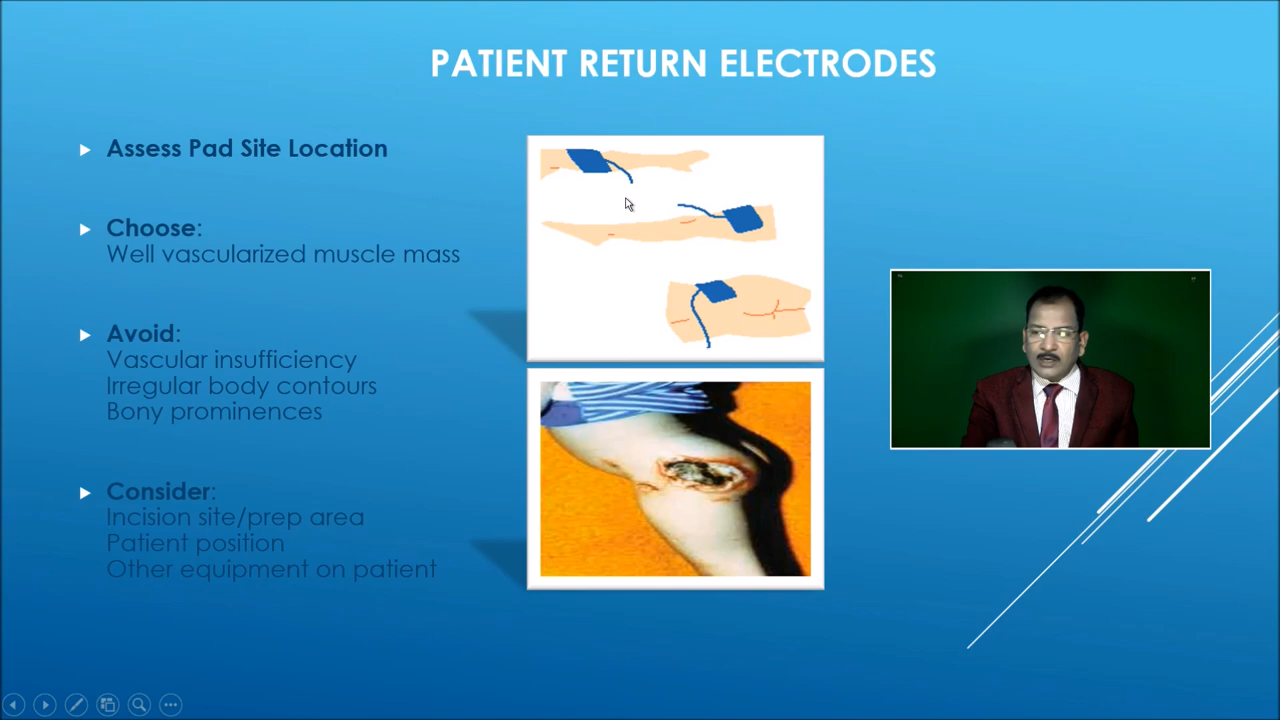 PATIENT RETURN ELECTRODES
Assess Pad Site Location
Choose:
Well vascularized muscle mass
Avoid:
Vascular insufficiency
Irregular body contours
Bony prominences
Consider:
Incision site/prep area
Patient position
Other equipment on patient